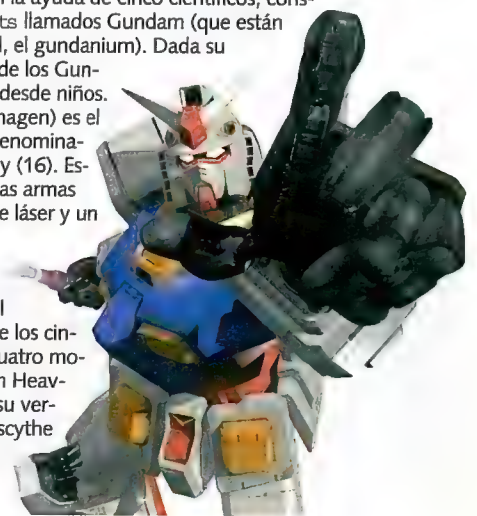 la ayuda de cinco científicos, cons-
ts llamados Gundam (que están
l, el gundanium). Dada su
de los Gun-
desde niños.
nagen) es el
enomina-
y (16). Es-
as armas
e láser y un
l
e los cin-
uatro mo-
n Heav-
su ver-
scythe